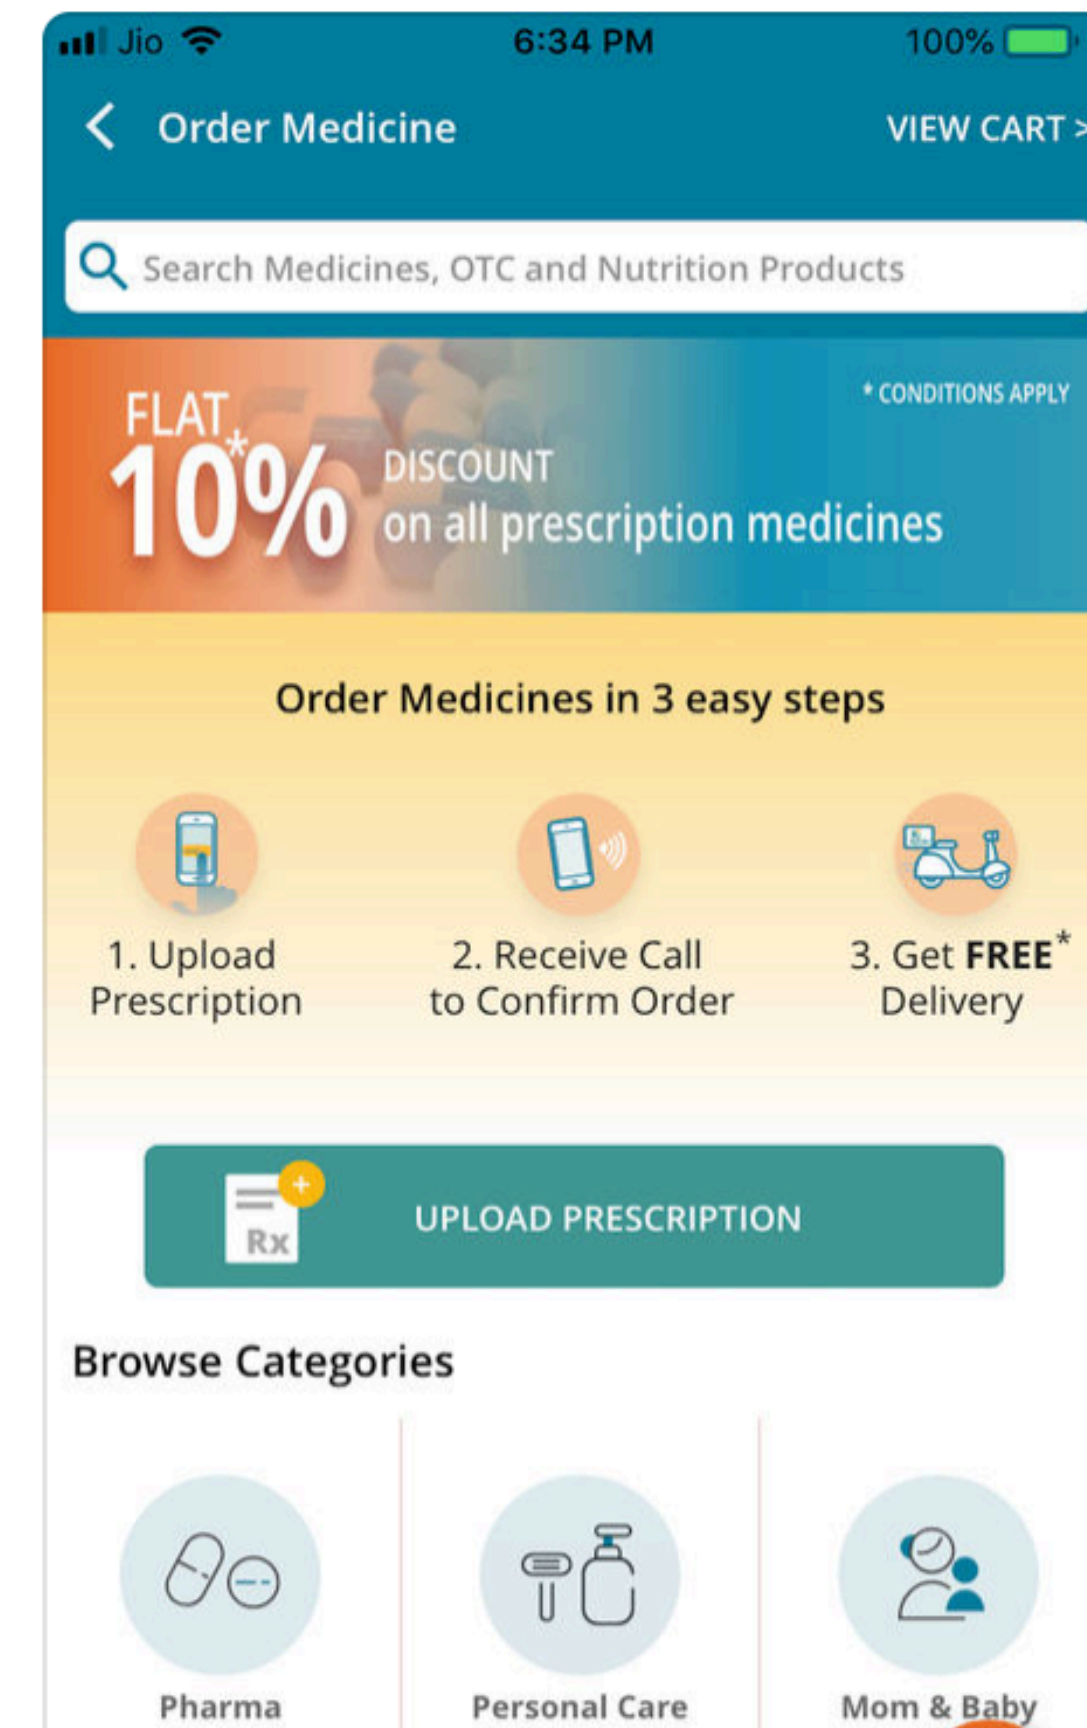 Jio 6:34 PM 100%
Order Medicine VIEW CART >
Search Medicines, OTC and Nutrition Products
* CONDITIONS APPLY
FLAT
10%*
DISCOUNT
on all prescription medicines
Order Medicines in 3 easy steps
1. Upload
Prescription
2. Receive Call
to Confirm Order
3. Get FREE*
Delivery
Rx
UPLOAD PRESCRIPTION
Browse Categories
Pharma
Personal Care
Mom & Baby